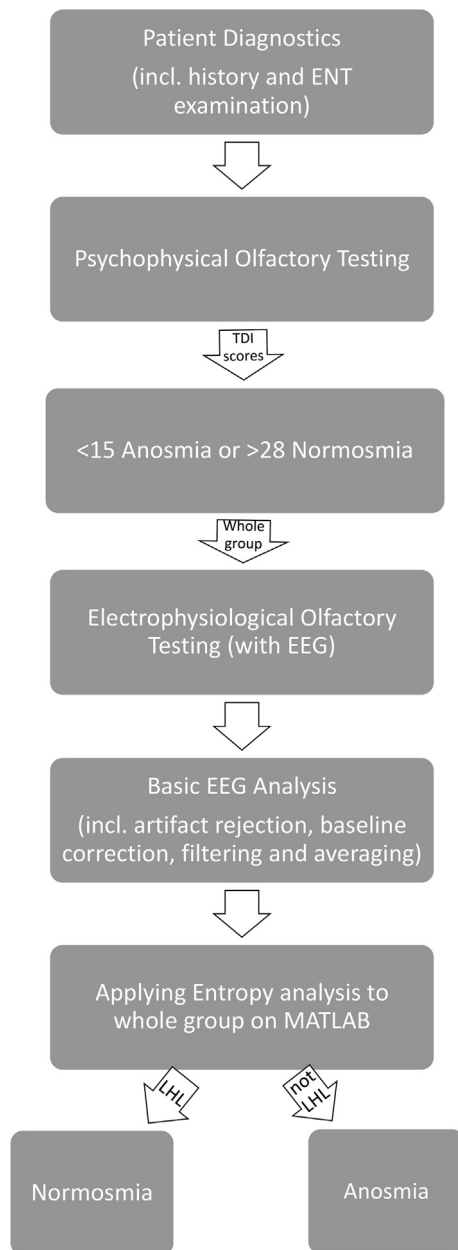 Patient Diagnostics
(incl. history and ENT
examination)
Psychophysical Olfactory Testing
TDI
scores
<15 Anosmia or >28 Normosmia
Whole
group
Electrophysiological Olfactory
Testing (with EEG)
Basic EEG Analysis
(incl. artifact rejection, baseline
correction, filtering and averaging)
Applying Entropy analysis to
whole group on MATLAB
LHL
not
LHL
Normosmia
Anosmia